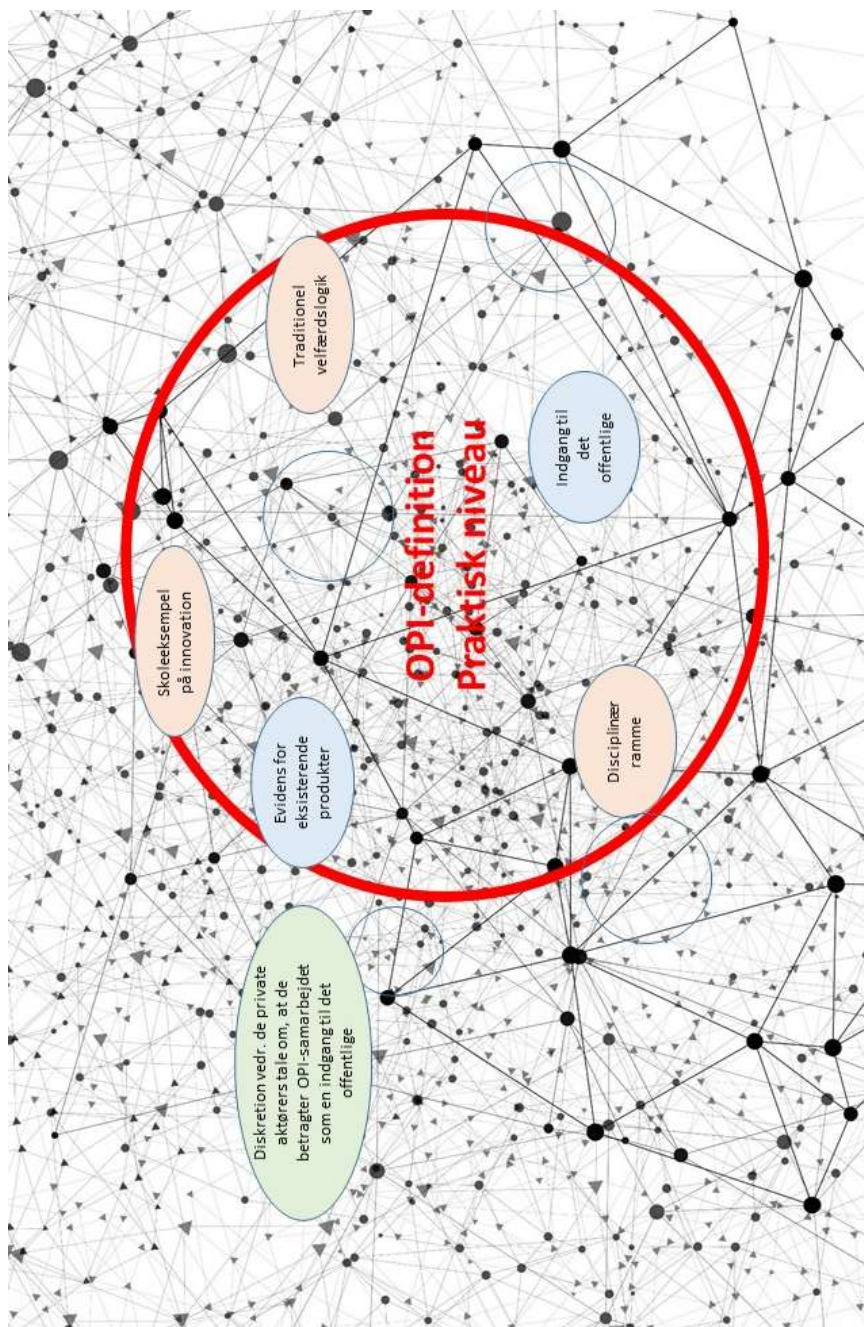 Skoleeksempel
på innovation
Diskretion vedr. de private
aktørers tale om, at de
betragter OPI-samarbejdet
som en indgang til det
offentlige
Evidens for
eksisterende
produkter
Traditionel
velfærdslogik
OPI-definition
Praktisk niveau
Indgang til
det
offentlige
Disciplinær
ramme